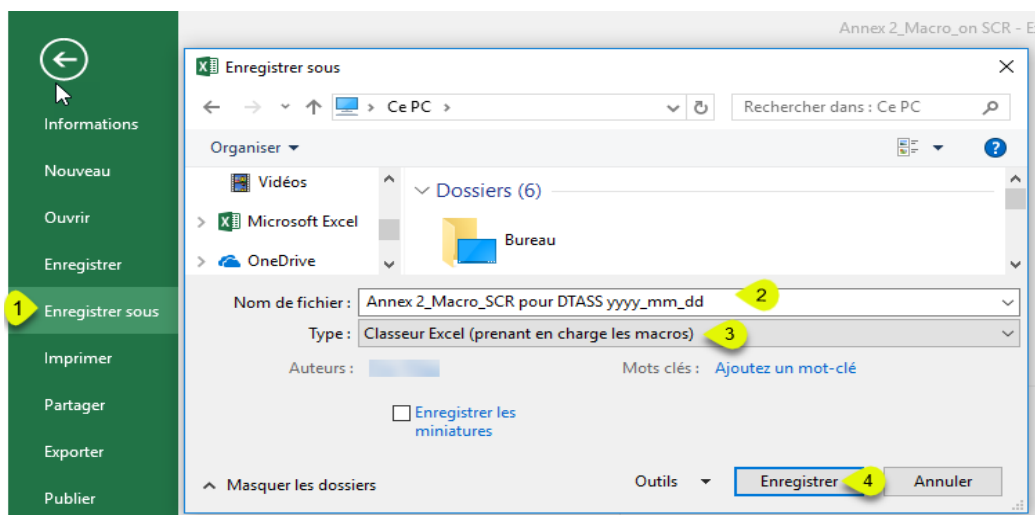 Annex 2_Macro_on SCR - E
Enregistrer sous
Ce PC
Rechercher dans : Ce PC
Informations
Organiser
Nouveau
Vidéos
Dossiers (6)
Ouvrir
Microsoft Excel
Bureau
Enregistrer
OneDrive
1
Enregistrer sous
Nom de fichier : Annex 2_Macro_SCR pour DTASS yyyy_mm_dd 2
Type : Classeur Excel (prenant en charge les macros) 3
Imprimer
Auteurs :
Mots clés : Ajoutez un mot-clé
Partager
Enregistrer les
miniatures
Exporter
Masquer les dossiers
Outils
Enregistrer 4
Annuler
Publier